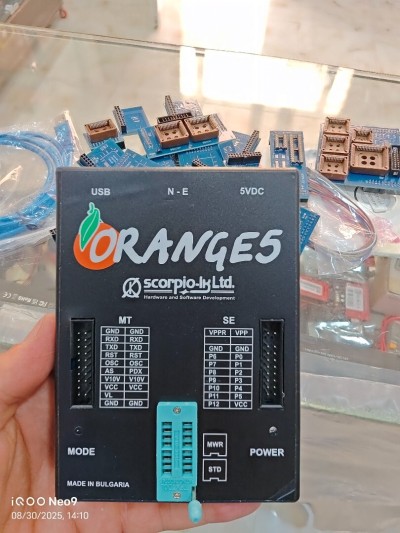 USB N-E 5VDC
ORANGE5
scorpio-lk Ltd.
Hardware and Software Development
MT
GND GND
RXD RXD
TXD TXD
RST RST
OSC OSC
AS PDX
V10V V10V
VCC VCC
VL
GND GND
SE
VPPR VPP
GND GND
P6 P0
P7 P1
P8 P2
P9 P3
P10 P4
P11 P5
P12 VCC
MODE
MWR
STD
POWER
MADE IN BULGARIA
iQOO Neo9
08/30/2025, 14:10